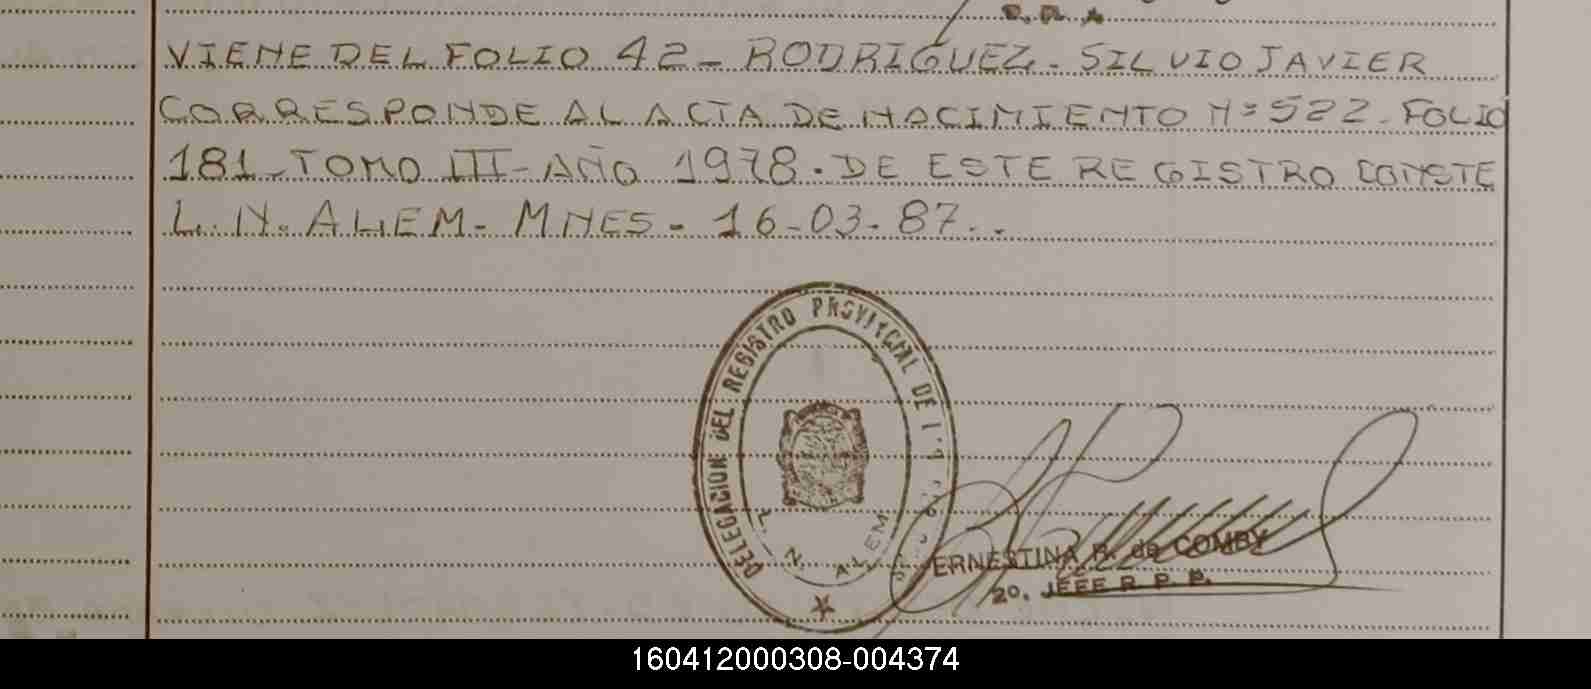 R.P.P.
VIENE DEL FOLIO 42 - RODRIGUEZ - SILVIO JAVIER
CORRESPONDE AL ACTA DE NACIMIENTO Nº 522 - FOLIO
181 - TOMO III - AÑO 1978. DE ESTE REGISTRO CONSTE
L. N. ALEM - MNES - 16-03-87..
DELEGACION DEL REGISTRO PROVINCIAL DE
L. N. ALEM
ERNESTINA R. de COMBY
2º. JEFE R. P. P.
160412000308-004374